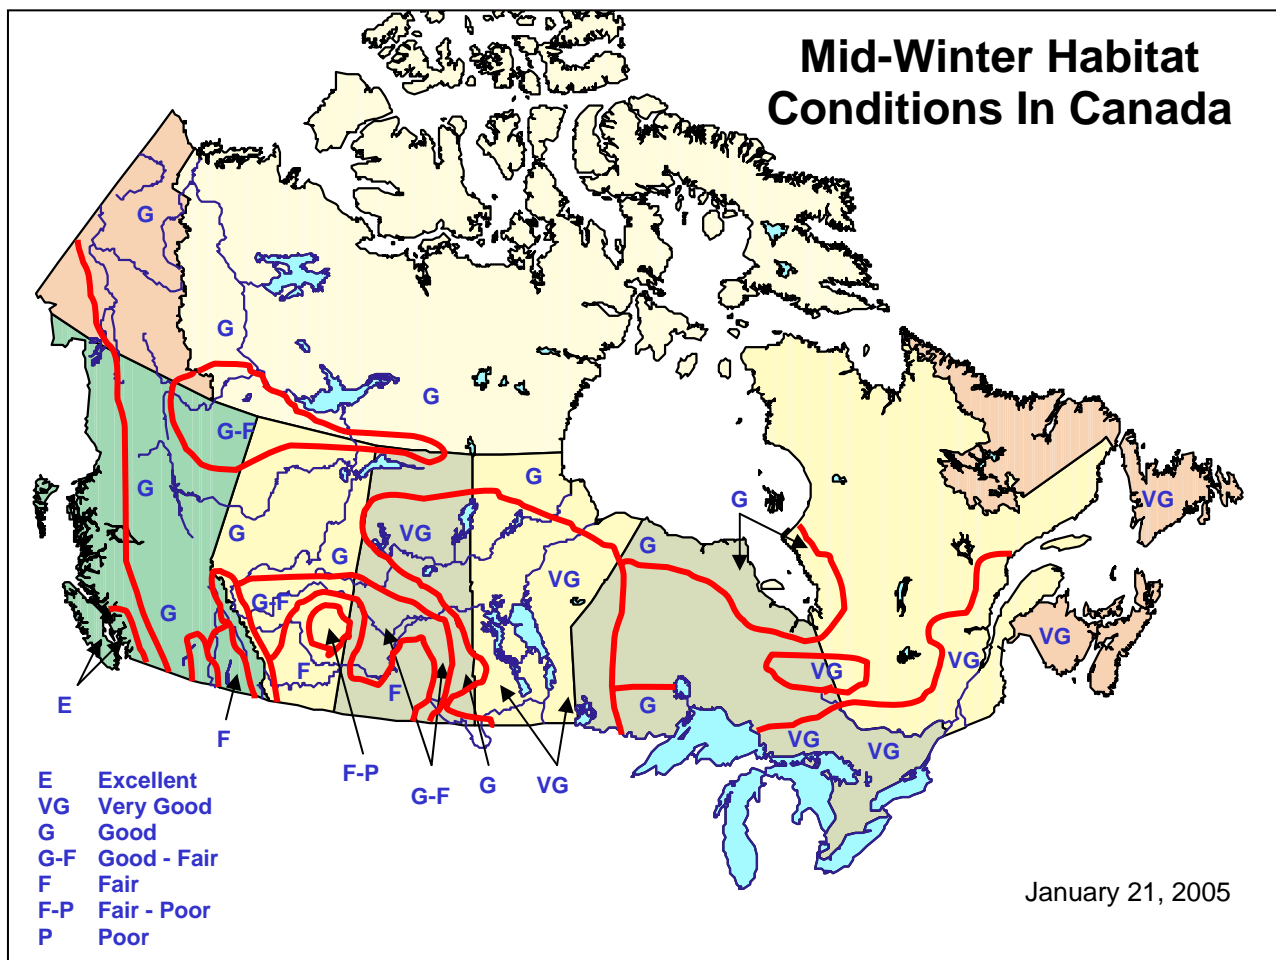 Mid-Winter Habitat
Conditions In Canada
G
G
G
G-F
G
G
VG
G
G
VG
G
G
VG
G
G-F
G
VG
VG
F
VG
F
G
E
F
VG
VG
F-P
G-F
G
VG
E Excellent
VG Very Good
G Good
G-F Good - Fair
F Fair
F-P Fair - Poor
P Poor
January 21, 2005